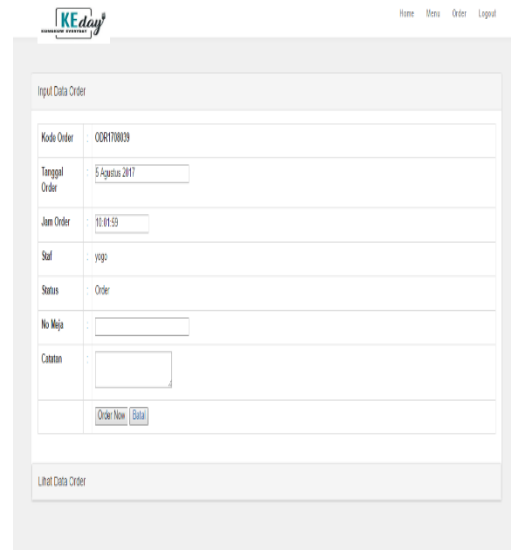 KEday
Home Menu Order Logout
Input Data Order
Kode Order : ODR1708039
Tanggal : 5 Agustus 2017
Order
Jam Order : 10:01:59
Staf : yogo
Status : Order
No Meja :
Catatan :
Order Now Batal
Lihat Data Order